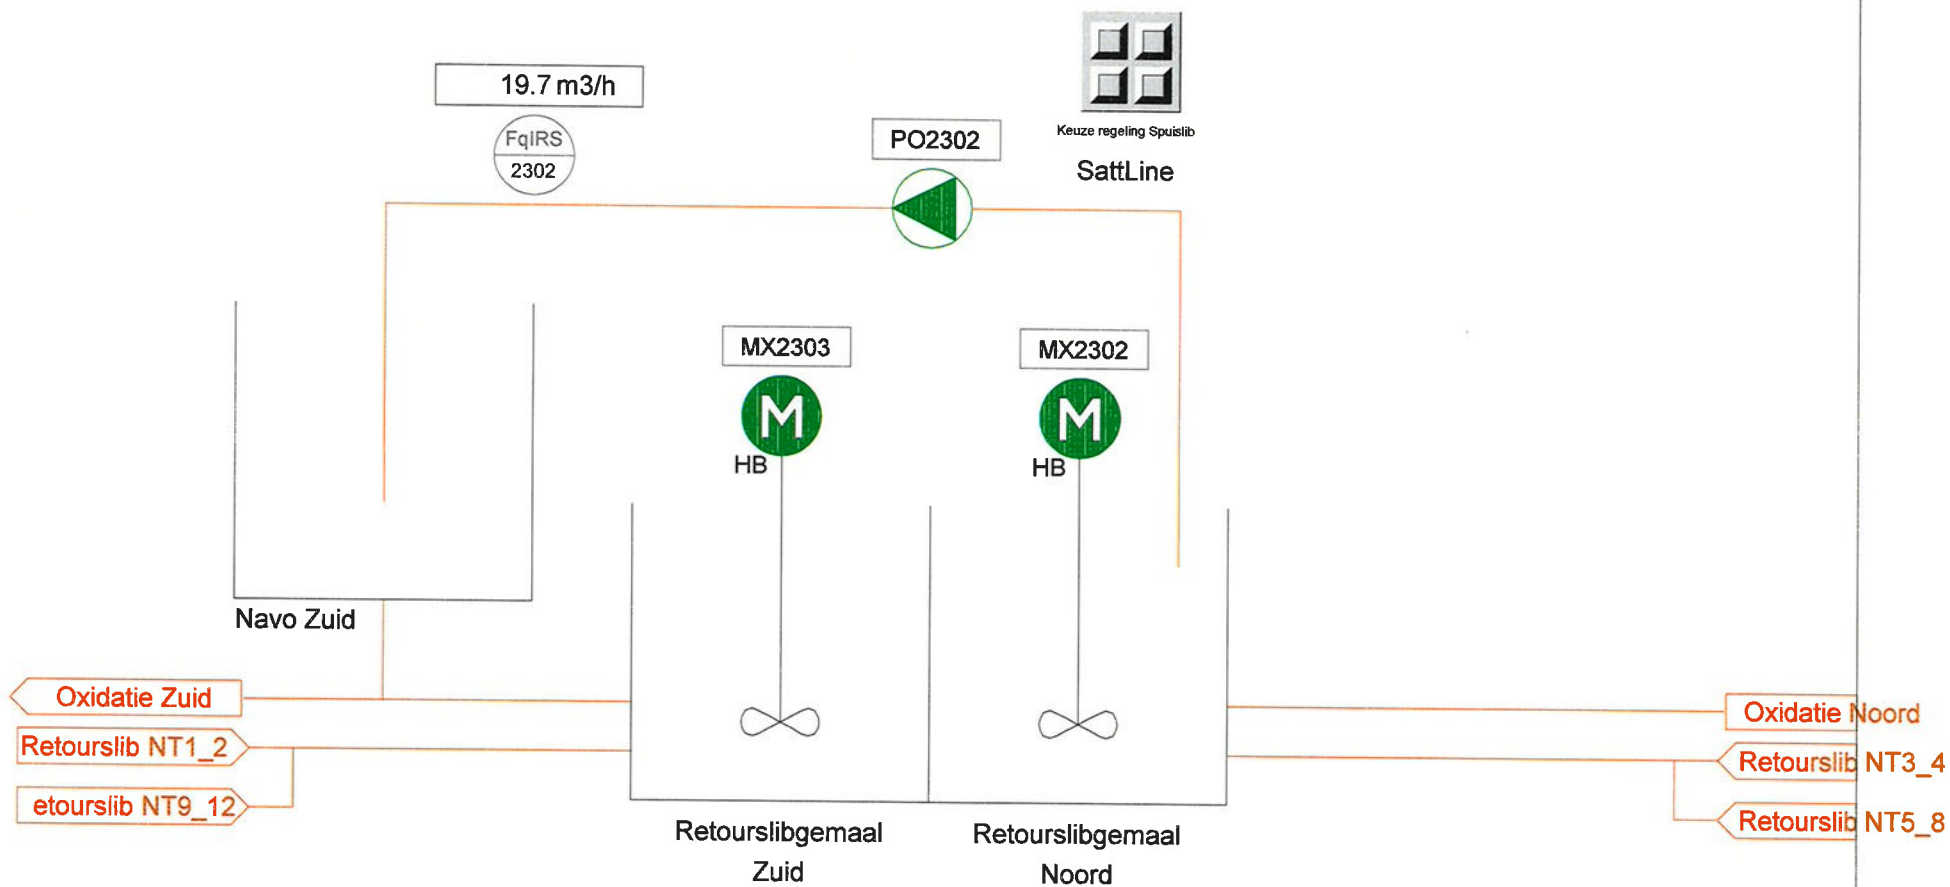 19.7 m3/h
FqIRS
2302
PO2302
Keuze regeling Spuislib
SattLine
MX2303
MX2302
M
M
HB
HB
Navo Zuid
Oxidatie Zuid
Oxidatie Noord
Retourslib NT1_2
Retourslib NT3_4
etourslib NT9_12
Retourslib NT5_8
Retourslibgemaal
Zuid
Retourslibgemaal
Noord